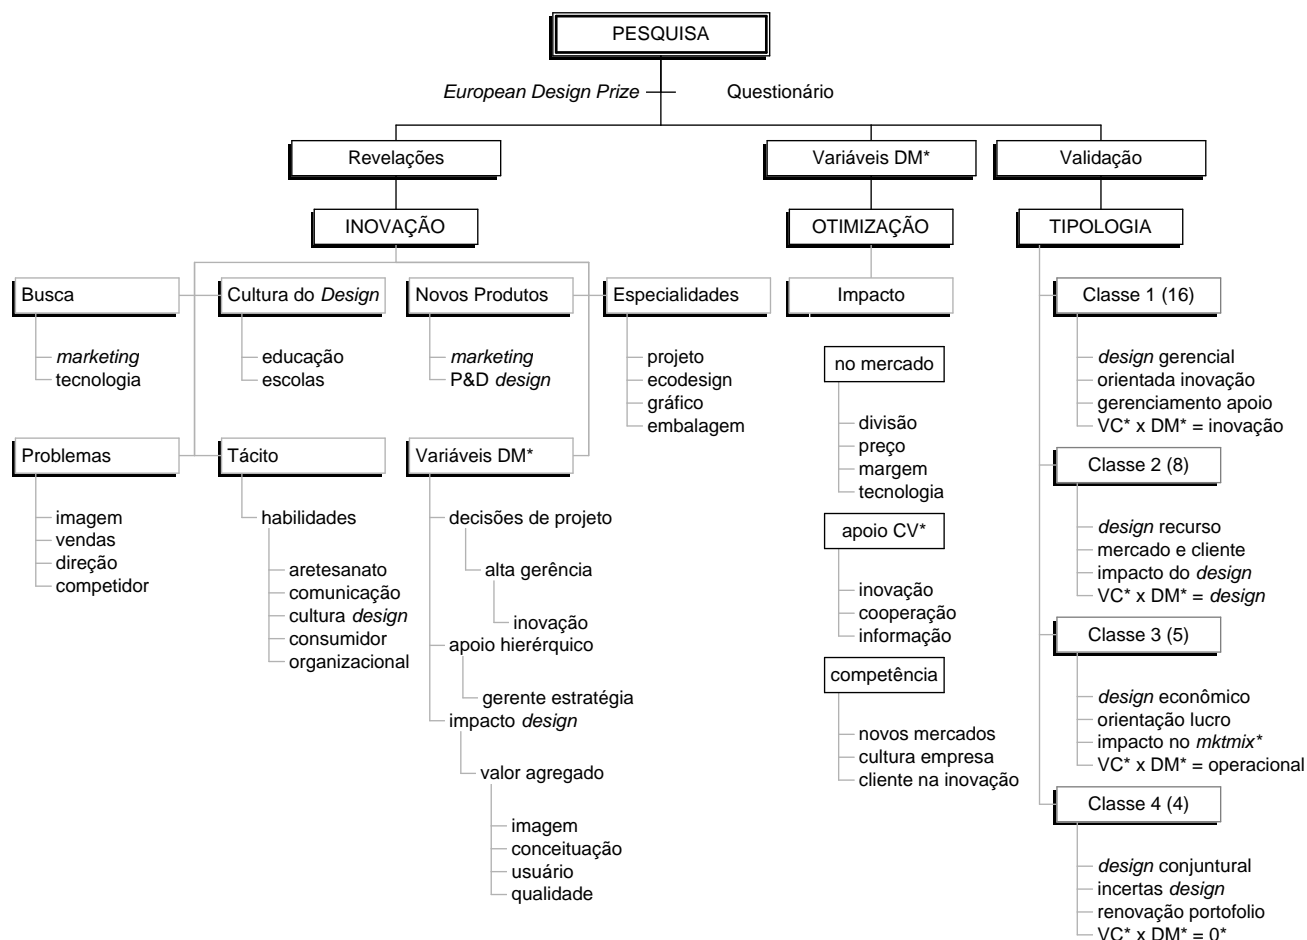 PESQUISA
European Design Prize
Questionário
Revelações
Variáveis DM*
Validação
INOVAÇÃO
OTIMIZAÇÃO
TIPOLOGIA
Busca
marketing
tecnologia
Cultura do Design
educação
escolas
Novos Produtos
marketing
P&D design
Especialidades
projeto
ecodesign
gráfico
embalagem
Problemas
imagem
vendas
direção
competidor
Tácito
habilidades
aretesanato
comunicação
cultura design
consumidor
organizacional
Variáveis DM*
decisões de projeto
alta gerência
inovação
apoio hierérquico
gerente estratégia
impacto design
valor agregado
imagem
conceituação
usuário
qualidade
Impacto
no mercado
divisão
preço
margem
tecnologia
apoio CV*
inovação
cooperação
informação
competência
novos mercados
cultura empresa
cliente na inovação
Classe 1 (16)
design gerencial
orientada inovação
gerenciamento apoio
VC* x DM* = inovação
Classe 2 (8)
design recurso
mercado e cliente
impacto do design
VC* x DM* = design
Classe 3 (5)
design econômico
orientação lucro
impacto no mktmix*
VC* x DM* = operacional
Classe 4 (4)
design conjuntural
incertas design
renovação portofolio
VC* x DM* = 0*